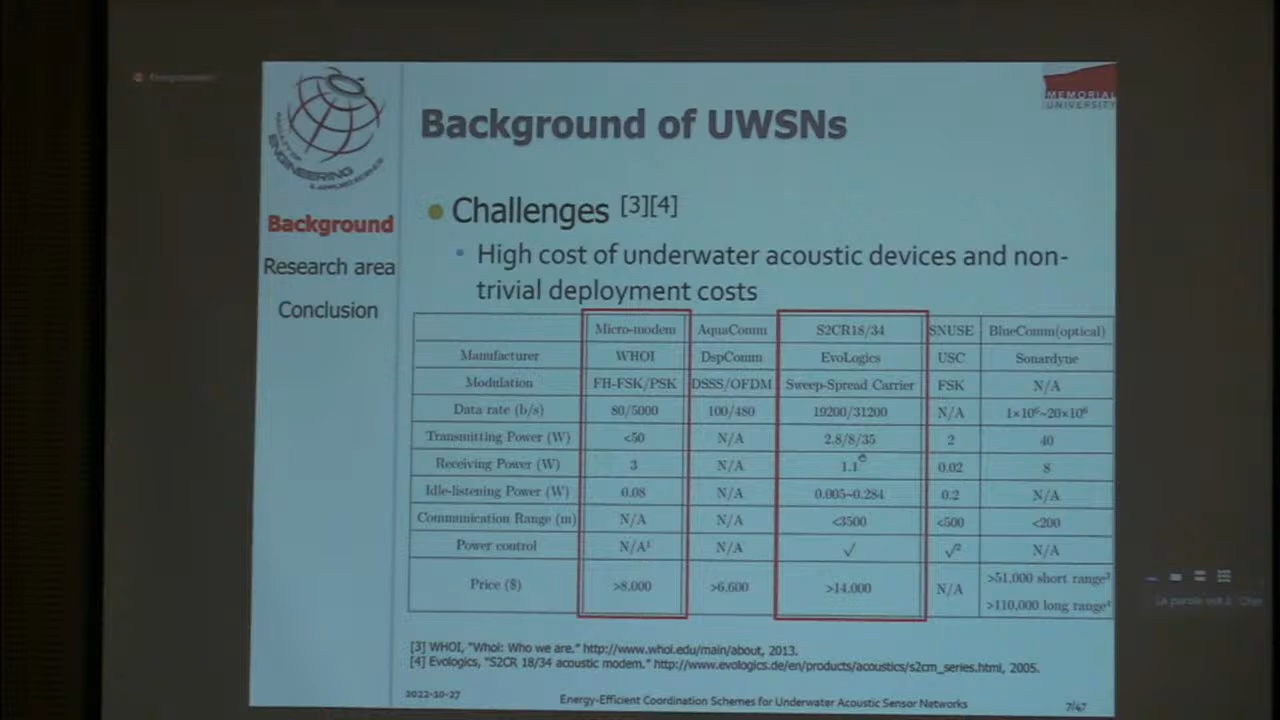 MEMORIAL
UNIVERSITY
FACULTY OF
ENGINEERING
& APPLIED SCIENCE
Background of UWSNs
Background
Research area
Conclusion
Challenges [3][4]
High cost of underwater acoustic devices and non-
trivial deployment costs
Micro-modem AquaComm S2CR18/34 SNUSE BlueComm(optical)
Manufacturer WHOI DspComm EvoLogics USC Sonardyne
Modulation FH-FSK/PSK DSSS/OFDM Sweep-Spread Carrier FSK N/A
Data rate (b/s) 80/5000 100/480 19200/31200 N/A 1×10⁶~20×10⁶
Transmitting Power (W) <50 N/A 2.8/8/35 2 40
Receiving Power (W) 3 N/A 1.1 0.02 8
Idle-listening Power (W) 0.08 N/A 0.005~0.284 0.2 N/A
Communication Range (m) N/A N/A <3500 <500 <200
Power control N/A¹ N/A √ √² N/A
Price ($) >8,000 >6,600 >14,000 N/A >51,000 short range³
>110,000 long range⁴
[3] WHOI, "Whoi: Who we are." http://www.whoi.edu/main/about, 2013.
[4] Evologics, "S2CR 18/34 acoustic modem." http://www.evologics.de/en/products/acoustics/s2cm_series.html, 2005.
2022-10-27
Energy-Efficient Coordination Schemes for Underwater Acoustic Sensor Networks
7/47
La parole est à